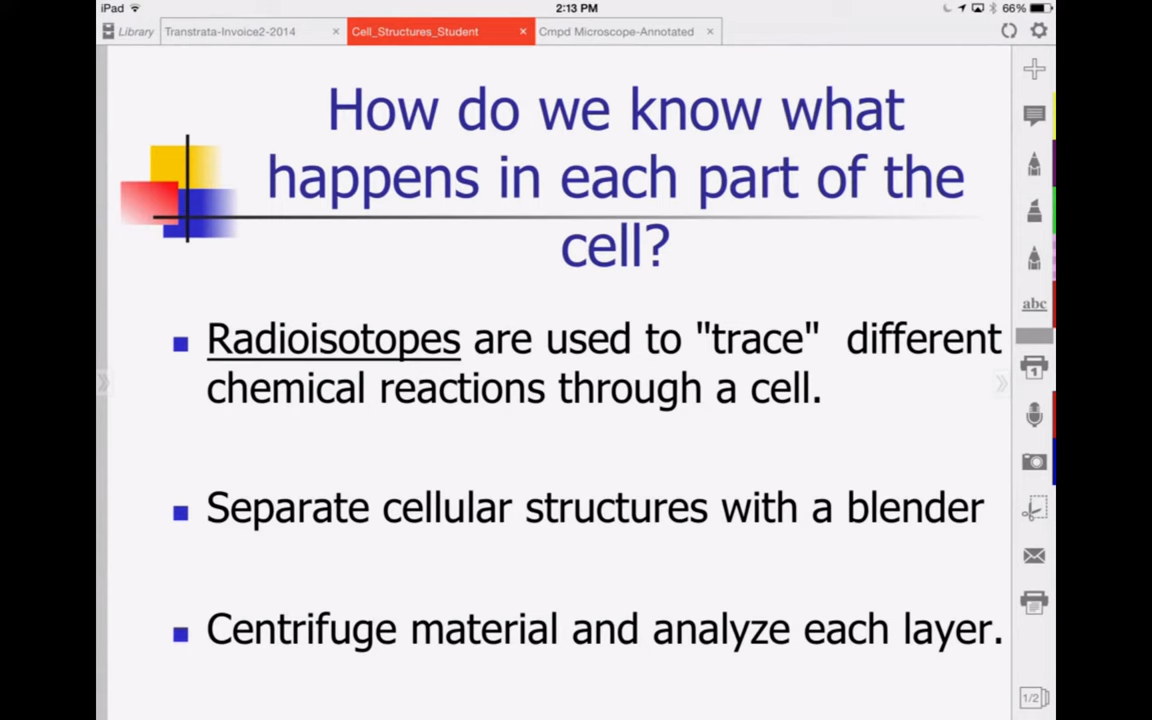 iPad
2:13 PM
66%
Library
Transtrata-Invoice2-2014
Cell_Structures_Student
Cmpd Microscope-Annotated
How do we know what
happens in each part of the
cell?
Radioisotopes are used to "trace" different
chemical reactions through a cell.
Separate cellular structures with a blender
Centrifuge material and analyze each layer.
abc
1
1/2